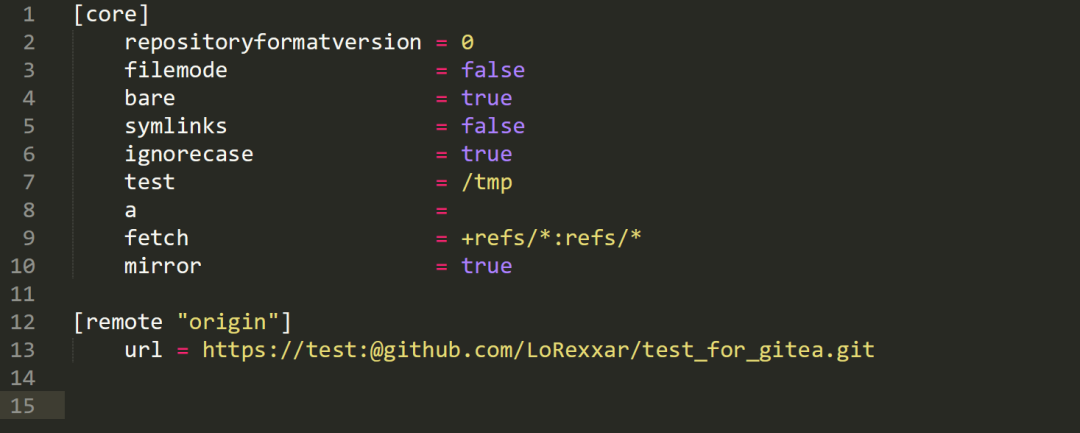 1 [core]
2 repositoryformatversion = 0
3 filemode = false
4 bare = true
5 symlinks = false
6 ignorecase = true
7 test = /tmp
8 a =
9 fetch = +refs/*:refs/*
10 mirror = true
11
12 [remote "origin"]
13 url = https://test:@github.com/LoRexxar/test_for_gitea.git
14
15